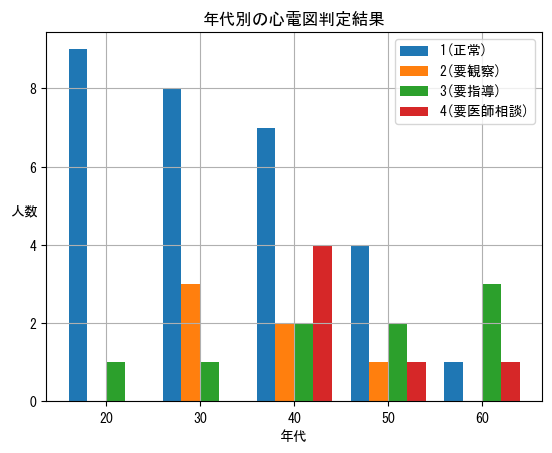 年代別の心電図判定結果
1(正常)
2(要観察)
3(要指導)
4(要医師相談)
人数
8
6
4
2
0
20 30 40 50 60
年代